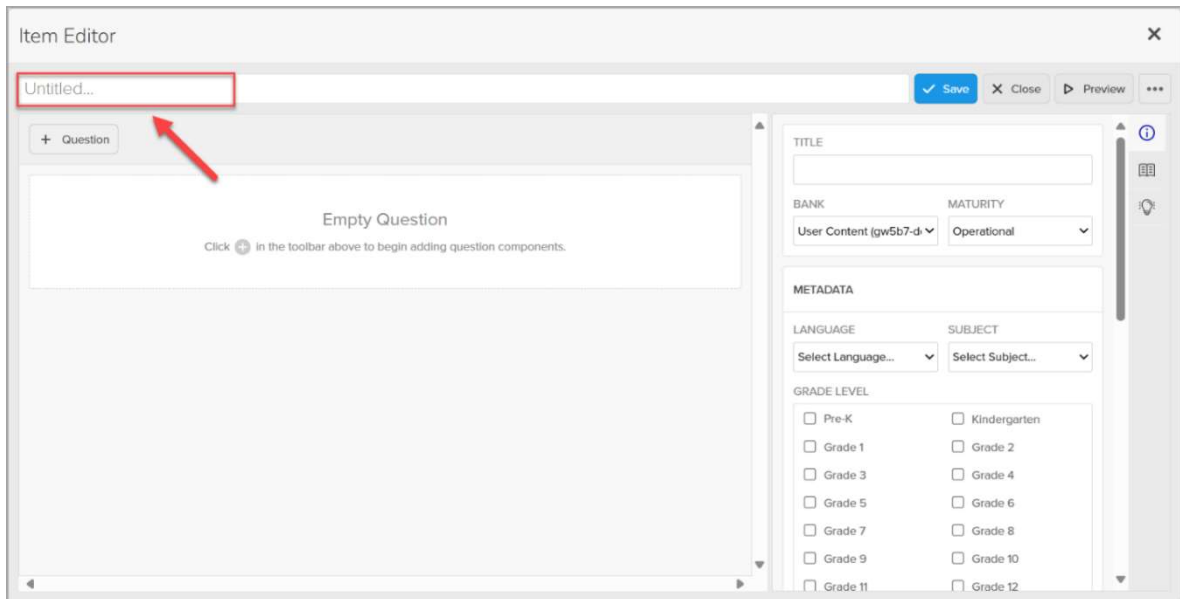 Item Editor
Untitled...
Save
Close
Preview
+ Question
Empty Question
Click + in the toolbar above to begin adding question components.
TITLE
BANK MATURITY
User Content (gw5b7-d Operational
METADATA
LANGUAGE SUBJECT
Select Language... Select Subject...
GRADE LEVEL
Pre-K Kindergarten
Grade 1 Grade 2
Grade 3 Grade 4
Grade 5 Grade 6
Grade 7 Grade 8
Grade 9 Grade 10
Grade 11 Grade 12